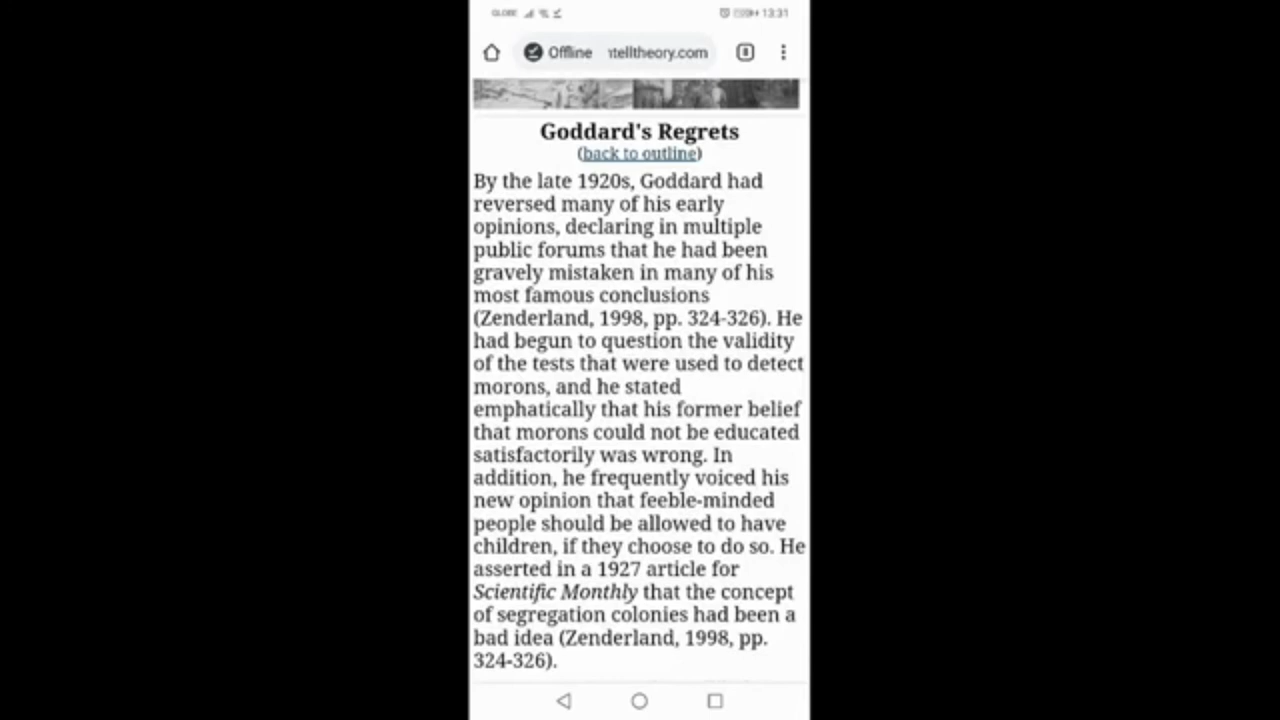 GLOBE 13:31
Offline ntelltheory.com 8
Goddard's Regrets
(back to outline)
By the late 1920s, Goddard had
reversed many of his early
opinions, declaring in multiple
public forums that he had been
gravely mistaken in many of his
most famous conclusions
(Zenderland, 1998, pp. 324-326). He
had begun to question the validity
of the tests that were used to detect
morons, and he stated
emphatically that his former belief
that morons could not be educated
satisfactorily was wrong. In
addition, he frequently voiced his
new opinion that feeble-minded
people should be allowed to have
children, if they choose to do so. He
asserted in a 1927 article for
Scientific Monthly that the concept
of segregation colonies had been a
bad idea (Zenderland, 1998, pp.
324-326).